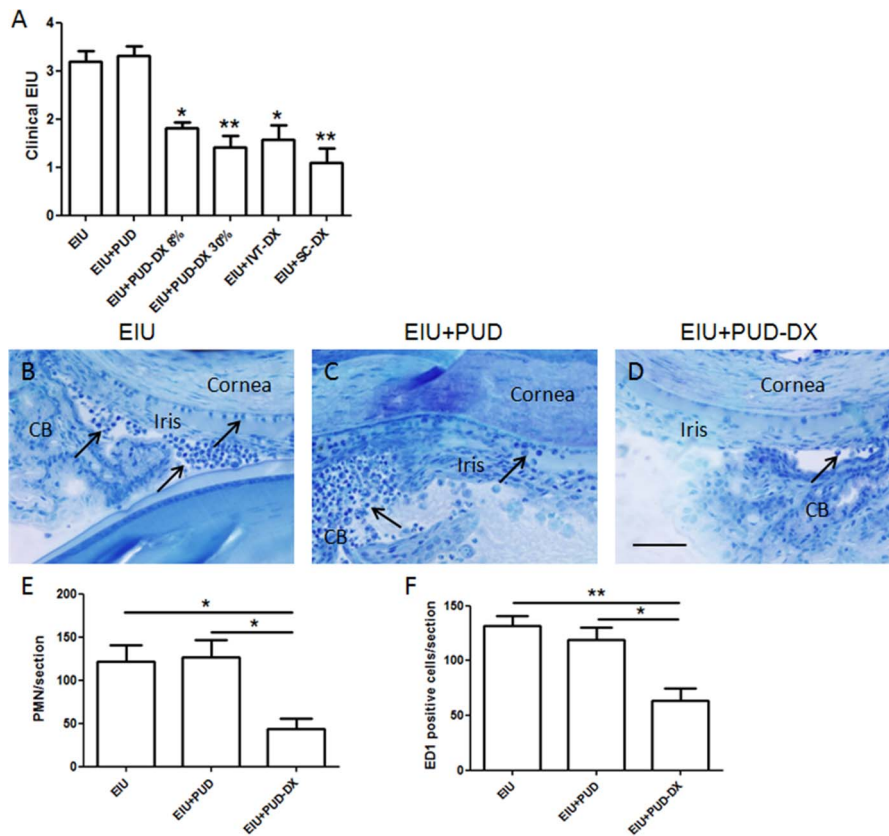 A
Clinical EIU
4
3
2
1
0
*
**
*
**
EIU
EIU+PUD
EIU+PUD-DX 8%
EIU+PUD-DX 30%
EIU+IVT-DX
EIU+SC-DX
EIU
EIU+PUD
EIU+PUD-DX
B
Cornea
Iris
CB
C
Cornea
Iris
CB
D
Cornea
Iris
CB
E
PMN/section
200
150
100
50
0
*
*
EIU
EIU+PUD
EIU+PUD-DX
F
ED1 positive cells/section
150
100
50
0
**
*
EIU
EIU+PUD
EIU+PUD-DX